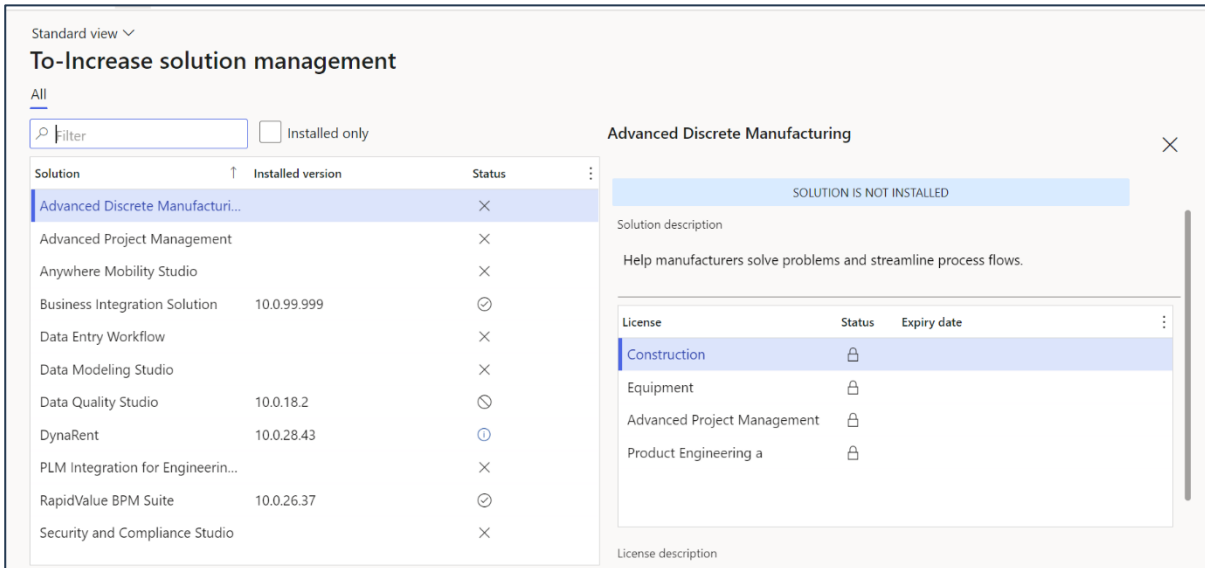 Standard view
To-Increase solution management
All
Filter
Installed only
Solution Installed version Status
Advanced Discrete Manufacturi...
Advanced Project Management
Anywhere Mobility Studio
Business Integration Solution 10.0.99.999
Data Entry Workflow
Data Modeling Studio
Data Quality Studio 10.0.18.2
DynaRent 10.0.28.43
PLM Integration for Engineerin...
RapidValue BPM Suite 10.0.26.37
Security and Compliance Studio
Advanced Discrete Manufacturing
SOLUTION IS NOT INSTALLED
Solution description
Help manufacturers solve problems and streamline process flows.
License Status Expiry date
Construction
Equipment
Advanced Project Management
Product Engineering a
License description